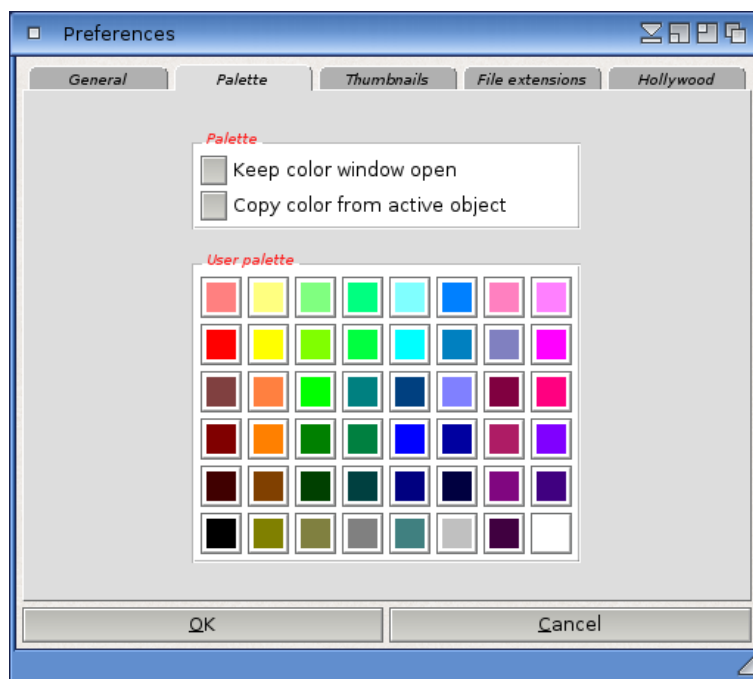 Preferences
General Palette Thumbnails File extensions Hollywood
Palette
Keep color window open
Copy color from active object
User palette
OK Cancel